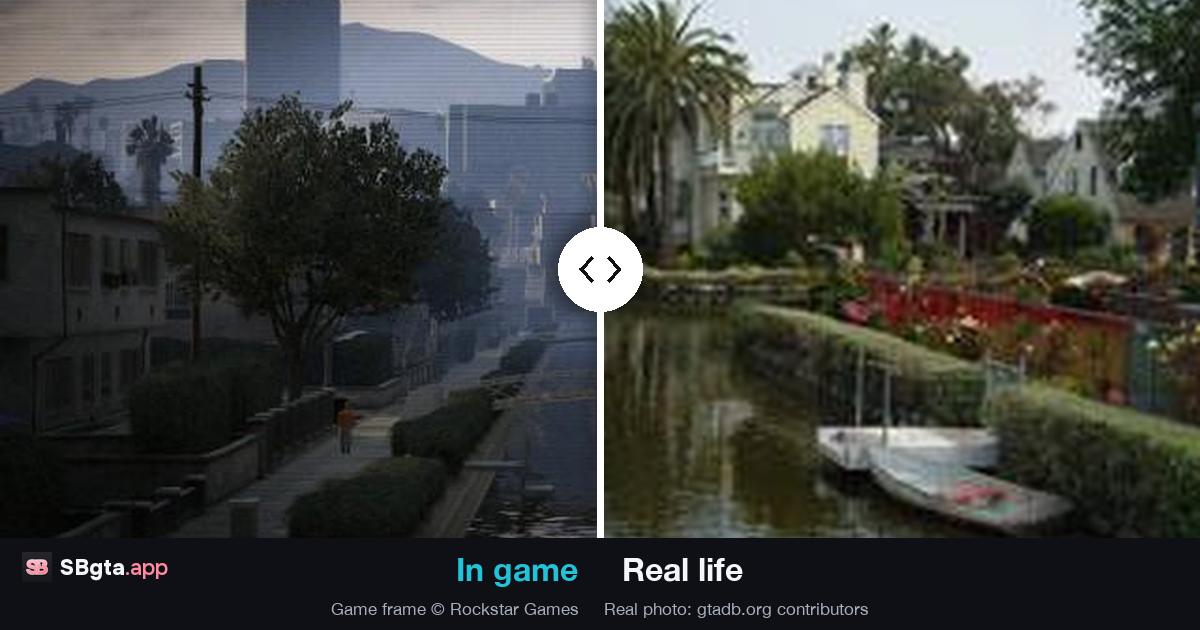 SB SBgta.app
In game
Real life
Game frame © Rockstar Games
Real photo: gtadb.org contributors